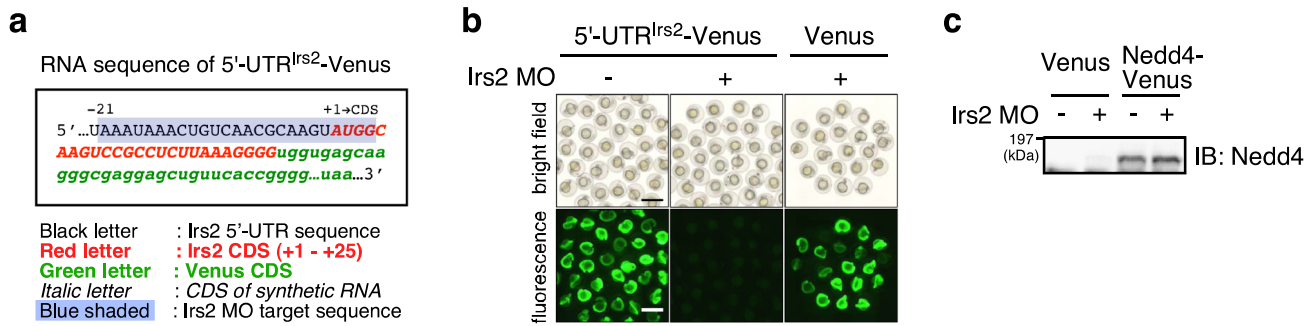 a
RNA sequence of 5'-UTR^Irs2-Venus
−21 +1→CDS
5'…UAAAUAAACUGUCAACGCAAGUAUGGC
AAGUCCGCCUCUUAAAGGGGuggugagcaa
gggcgaggagcuguucaccgggg…uaa…3'
Black letter : Irs2 5'-UTR sequence
Red letter : Irs2 CDS (+1 - +25)
Green letter : Venus CDS
Italic letter : CDS of synthetic RNA
Blue shaded : Irs2 MO target sequence
b
5'-UTR^Irs2-Venus Venus
Irs2 MO - + +
bright field
fluorescence
c
Venus Nedd4-Venus
Irs2 MO - + - +
197
(kDa)
IB: Nedd4